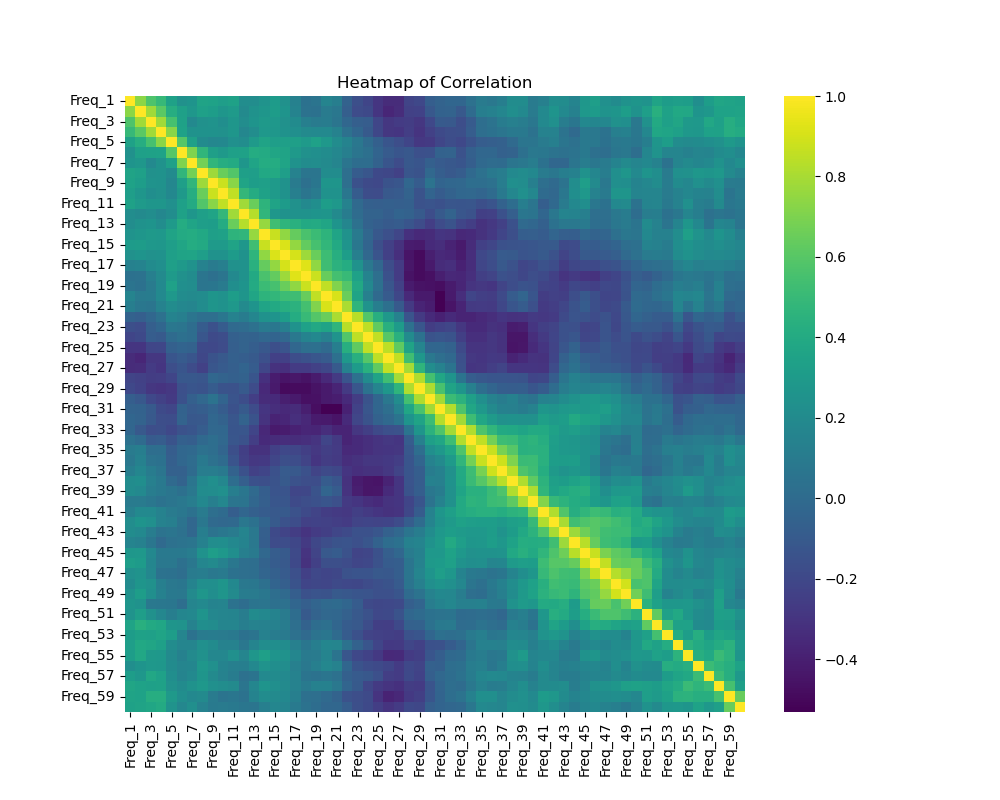 Heatmap of Correlation
Freq_1
Freq_3
Freq_5
Freq_7
Freq_9
Freq_11
Freq_13
Freq_15
Freq_17
Freq_19
Freq_21
Freq_23
Freq_25
Freq_27
Freq_29
Freq_31
Freq_33
Freq_35
Freq_37
Freq_39
Freq_41
Freq_43
Freq_45
Freq_47
Freq_49
Freq_51
Freq_53
Freq_55
Freq_57
Freq_59
Freq_1
Freq_3
Freq_5
Freq_7
Freq_9
Freq_11
Freq_13
Freq_15
Freq_17
Freq_19
Freq_21
Freq_23
Freq_25
Freq_27
Freq_29
Freq_31
Freq_33
Freq_35
Freq_37
Freq_39
Freq_41
Freq_43
Freq_45
Freq_47
Freq_49
Freq_51
Freq_53
Freq_55
Freq_57
Freq_59
1.0
0.8
0.6
0.4
0.2
0.0
−0.2
−0.4